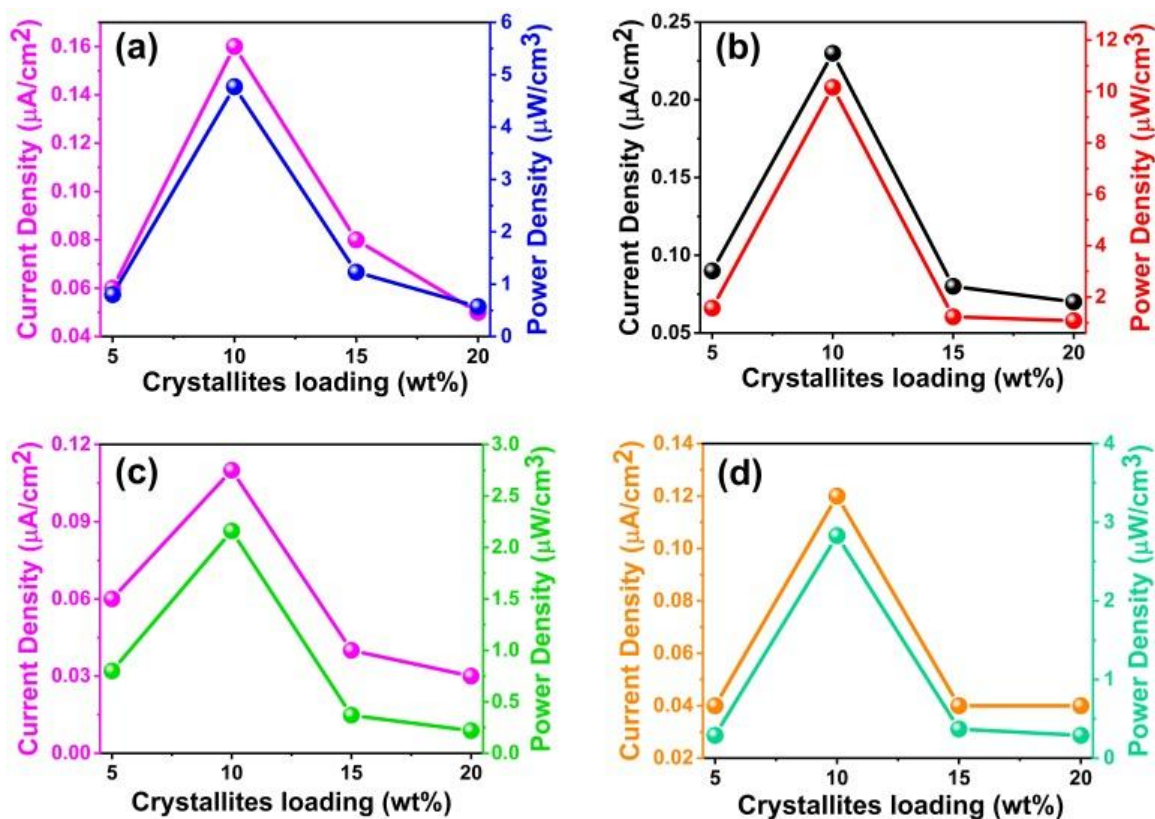 (a)
Current Density (μA/cm²)
0.16
0.14
0.12
0.10
0.08
0.06
0.04
6
5
4
3
2
1
0
Power Density (μW/cm³)
5 10 15 20
Crystallites loading (wt%)
(b)
Current Density (μA/cm²)
0.25
0.20
0.15
0.10
0.05
12
10
8
6
4
2
Power Density (μW/cm³)
5 10 15 20
Crystallites loading (wt%)
(c)
Current Density (μA/cm²)
0.12
0.09
0.06
0.03
0.00
3.0
2.5
2.0
1.5
1.0
0.5
0.0
Power Density (μW/cm³)
5 10 15 20
Crystallites loading (wt%)
(d)
Current Density (μA/cm²)
0.14
0.12
0.10
0.08
0.06
0.04
0.02
4
3
2
1
0
Power Density (μW/cm³)
5 10 15 20
Crystallites loading (wt%)